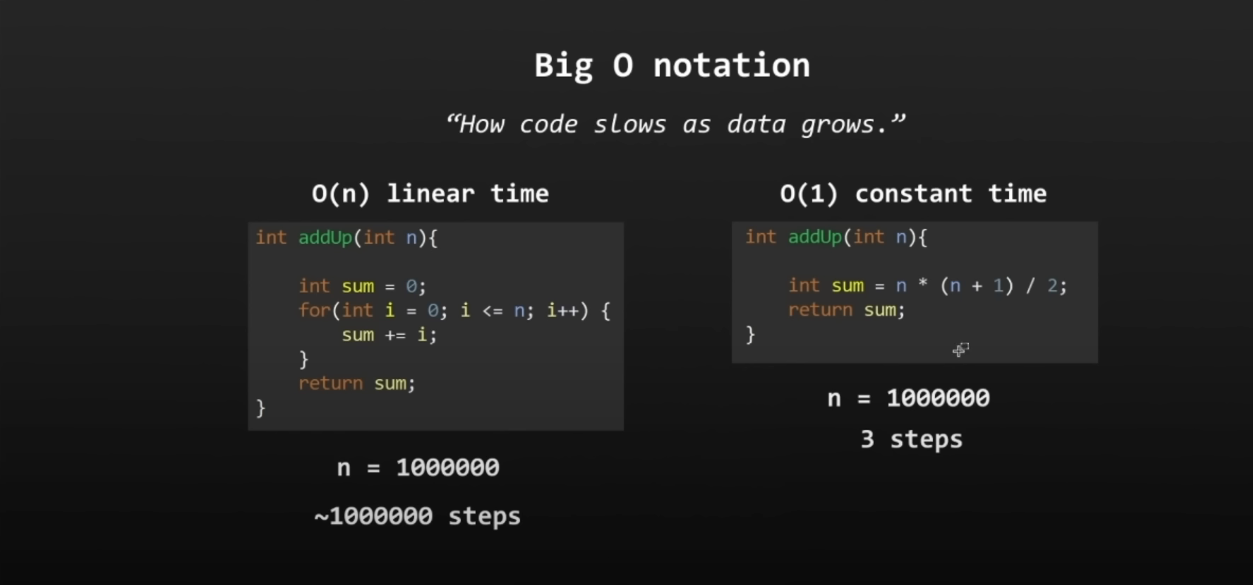 Big O notation
“How code slows as data grows.”
O(n) linear time
int addUp(int n){
    int sum = 0;
    for(int i = 0; i <= n; i++) {
        sum += i;
    }
    return sum;
}
n = 1000000
~1000000 steps
O(1) constant time
int addUp(int n){
    int sum = n * (n + 1) / 2;
    return sum;
}
n = 1000000
3 steps